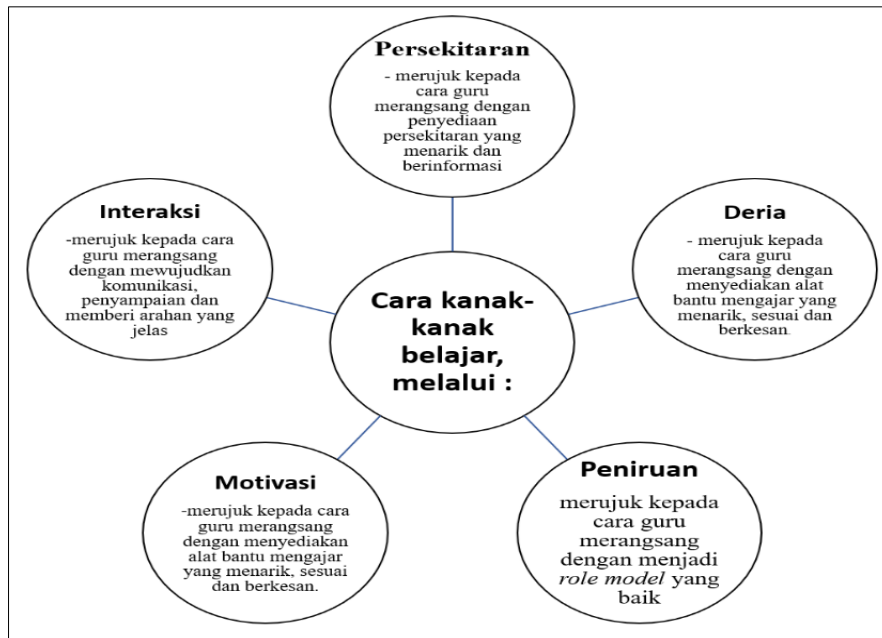 Persekitaran
- merujuk kepada
cara guru
merangsang dengan
penyediaan
persekitaran yang
menarik dan
berinformasi
Interaksi
-merujuk kepada cara
guru merangsang
dengan mewujudkan
komunikasi,
penyampaian dan
memberi arahan yang
jelas
Deria
- merujuk kepada
cara guru
merangsang dengan
menyediakan alat
bantu mengajar yang
menarik, sesuai dan
berkesan.
Cara kanak-
kanak
belajar,
melalui :
Motivasi
-merujuk kepada cara
guru merangsang
dengan menyediakan
alat bantu mengajar
yang menarik, sesuai
dan berkesan.
Peniruan
merujuk kepada
cara guru
merangsang
dengan menjadi
role model yang
baik